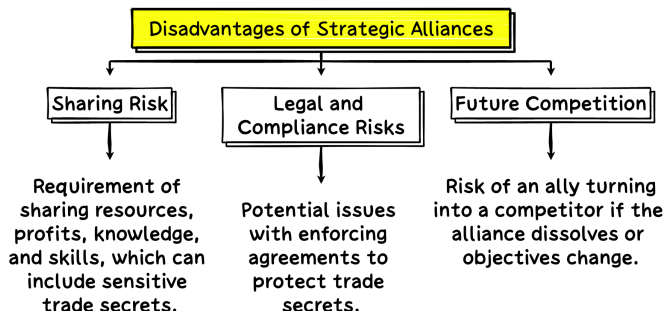 Disadvantages of Strategic Alliances
Sharing Risk
Requirement of
sharing resources,
profits, knowledge,
and skills, which can
include sensitive
trade secrets.
Legal and
Compliance Risks
Potential issues
with enforcing
agreements to
protect trade
secrets.
Future Competition
Risk of an ally turning
into a competitor if the
alliance dissolves or
objectives change.